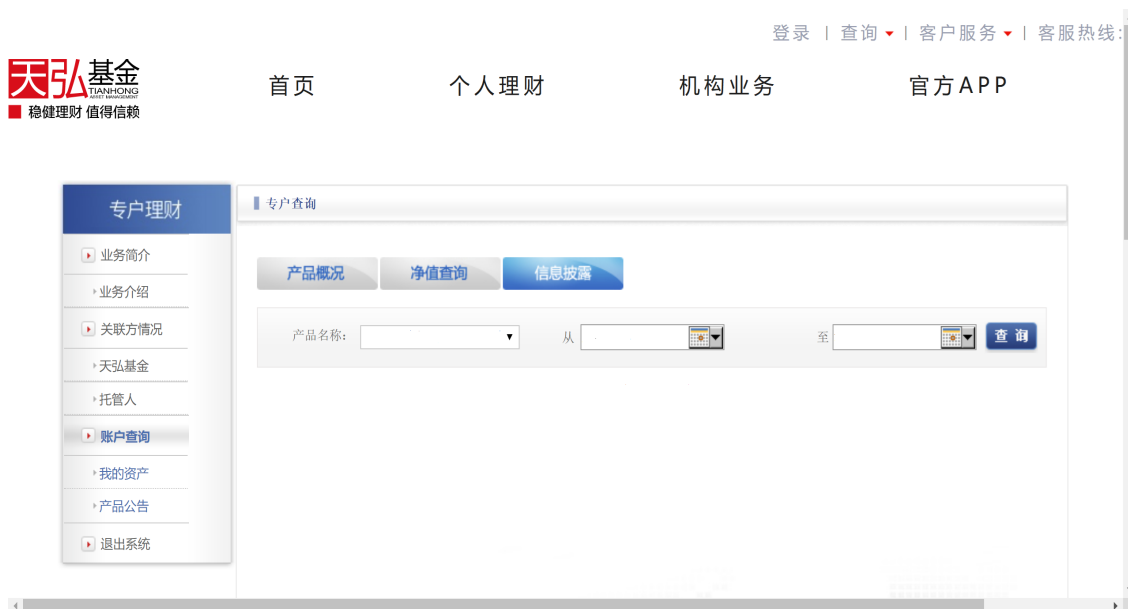 登录 | 查询 | 客户服务 | 客服热线:
天弘基金
TIANHONG
ASSET MANAGEMENT
稳健理财 值得信赖
首页 个人理财 机构业务 官方APP
专户理财
业务简介
业务介绍
关联方情况
天弘基金
托管人
账户查询
我的资产
产品公告
退出系统
专户查询
产品概况 净值查询 信息披露
产品名称: 从 至 查询